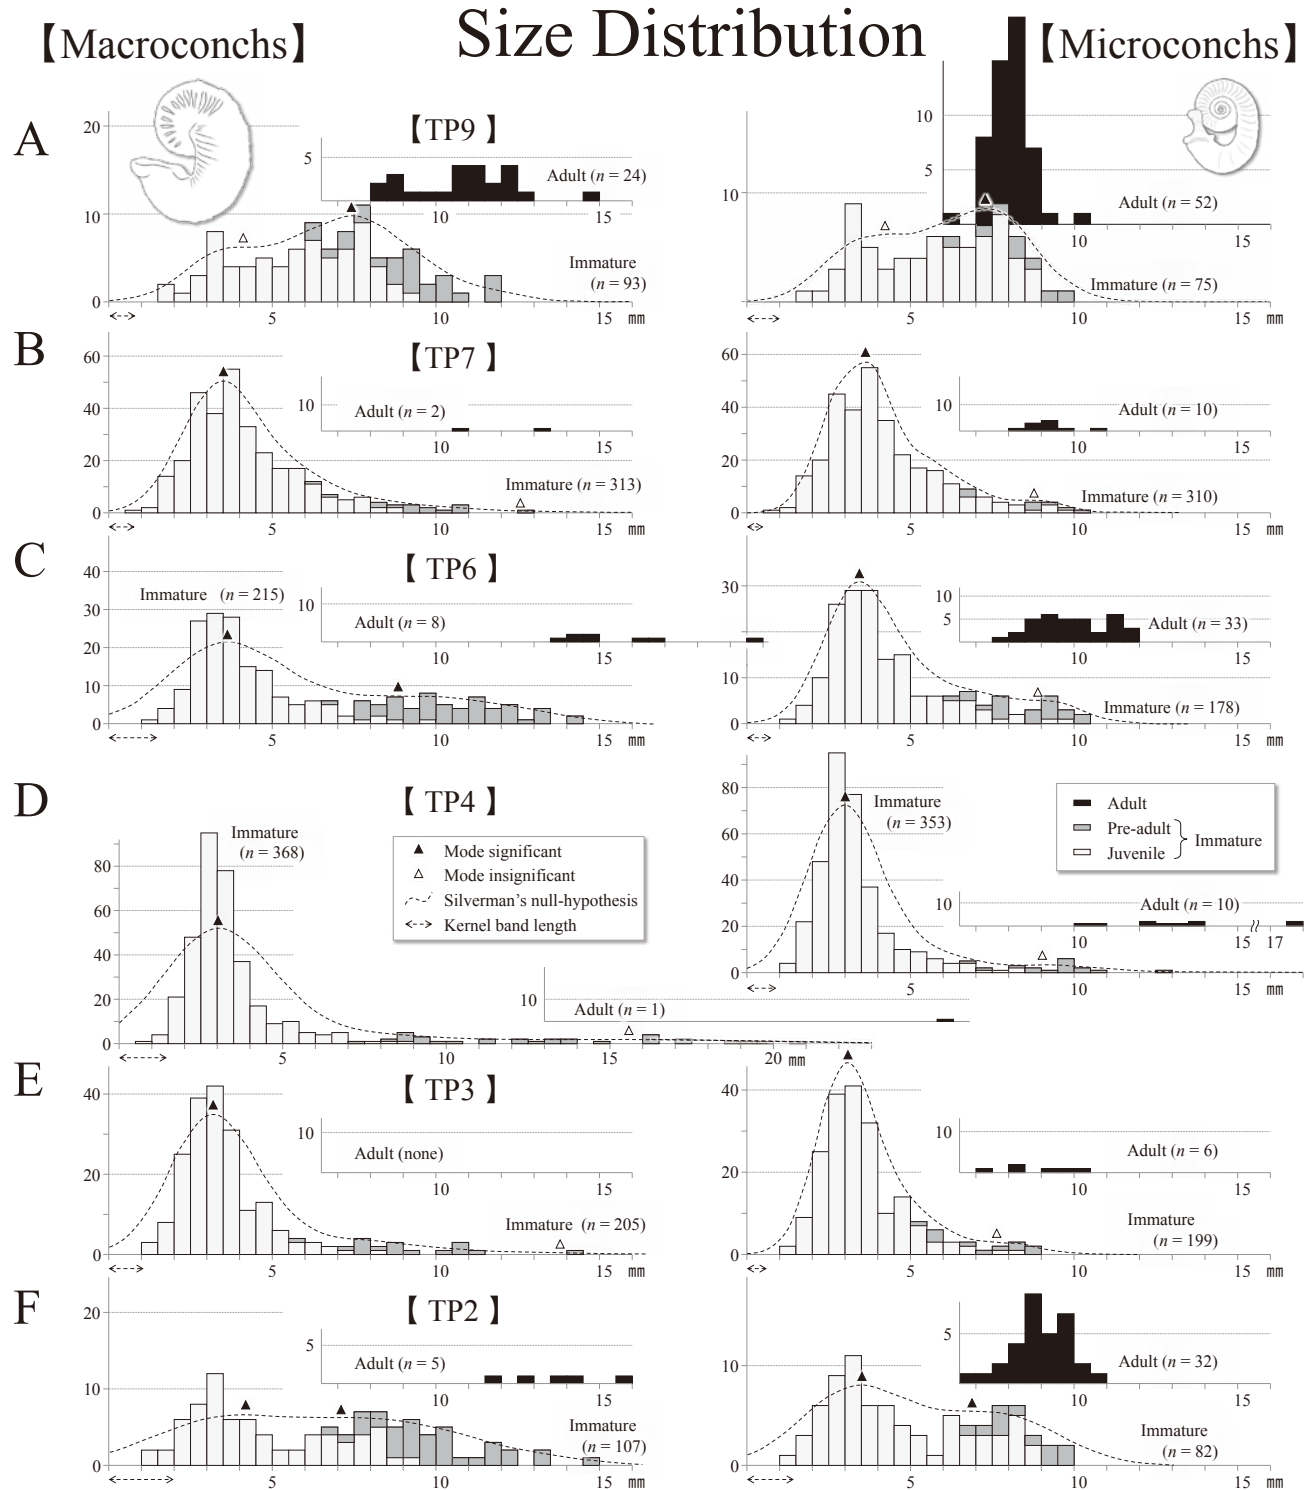 Size Distribution
【Macroconchs】
【Microconchs】
A
【TP9】
20
10
0
5
Adult (n = 24)
10
15
Immature
(n = 93)
5
10
15 mm
10
5
Adult (n = 52)
10
15
10
0
Immature (n = 75)
5
10
15 mm
B
【TP7】
60
40
20
0
10
Adult (n = 2)
10
15
Immature (n = 313)
5
10
15 mm
60
40
20
0
10
Adult (n = 10)
10
15
Immature (n = 310)
5
10
15 mm
C
【 TP6 】
40
30
20
10
0
Immature (n = 215)
10
Adult (n = 8)
10
15
5
10
15 mm
30
10
0
10
5
Adult (n = 33)
10
15
Immature (n = 178)
5
10
15 mm
D
【 TP4 】
80
60
40
20
0
Immature
(n = 368)
▲ Mode significant
△ Mode insignificant
Silverman's null-hypothesis
Kernel band length
10
Adult (n = 1)
5
10
15
20 mm
80
60
40
20
0
Immature
(n = 353)
Adult
Pre-adult
Juvenile
Immature
10
Adult (n = 10)
10
15
17
5
10
15
E
【 TP3 】
40
20
0
10
Adult (none)
10
15
Immature (n = 205)
5
10
15 mm
40
20
0
10
Adult (n = 6)
10
15
Immature
(n = 199)
5
10
15 mm
F
【 TP2 】
20
10
0
5
Adult (n = 5)
10
15
Immature
(n = 107)
5
10
15 mm
10
0
5
Adult (n = 32)
10
15
Immature
(n = 82)
5
10
15 mm